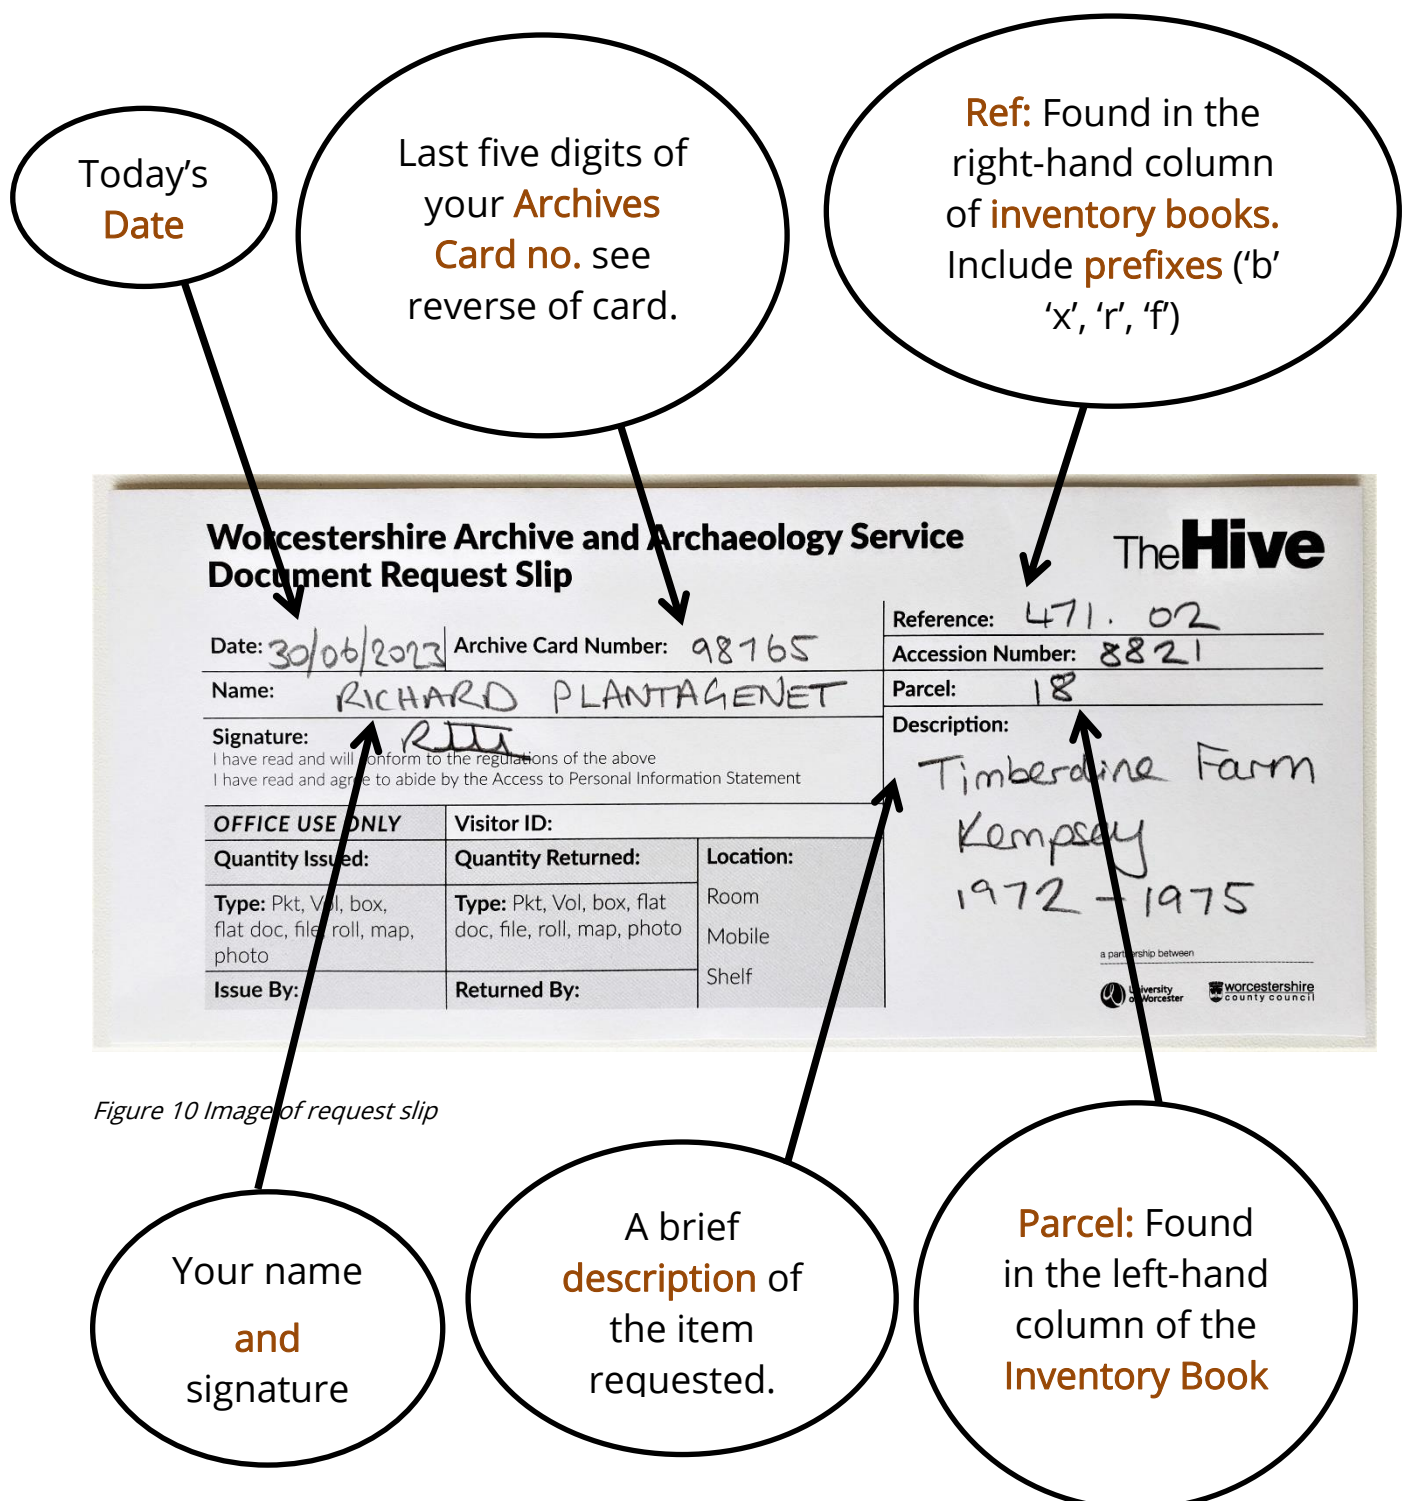 Today's
Date
Last five digits of
your Archives
Card no. see
reverse of card.
Ref: Found in the
right-hand column
of inventory books.
Include prefixes ('b'
'x', 'r', 'f')
Worcestershire Archive and Archaeology Service
Document Request Slip
TheHive
Date: 30/06/2023
Archive Card Number: 98765
Name: RICHARD PLANTAGENET
Signature: RIII
I have read and will conform to the regulations of the above
I have read and agree to abide by the Access to Personal Information Statement
Reference: 471. 02
Accession Number: 8821
Parcel: 18
Description:
Timberdine Farm
Kempsey
1972 - 1975
OFFICE USE ONLY
Visitor ID:
Quantity Issued:
Quantity Returned:
Location:
Type: Pkt, Vol, box,
flat doc, file, roll, map,
photo
Type: Pkt, Vol, box, flat
doc, file, roll, map, photo
Room
Mobile
Shelf
Issue By:
Returned By:
a partnership between
University
of Worcester
worcestershire
county council
Figure 10 Image of request slip
Your name
and
signature
A brief
description of
the item
requested.
Parcel: Found
in the left-hand
column of the
Inventory Book